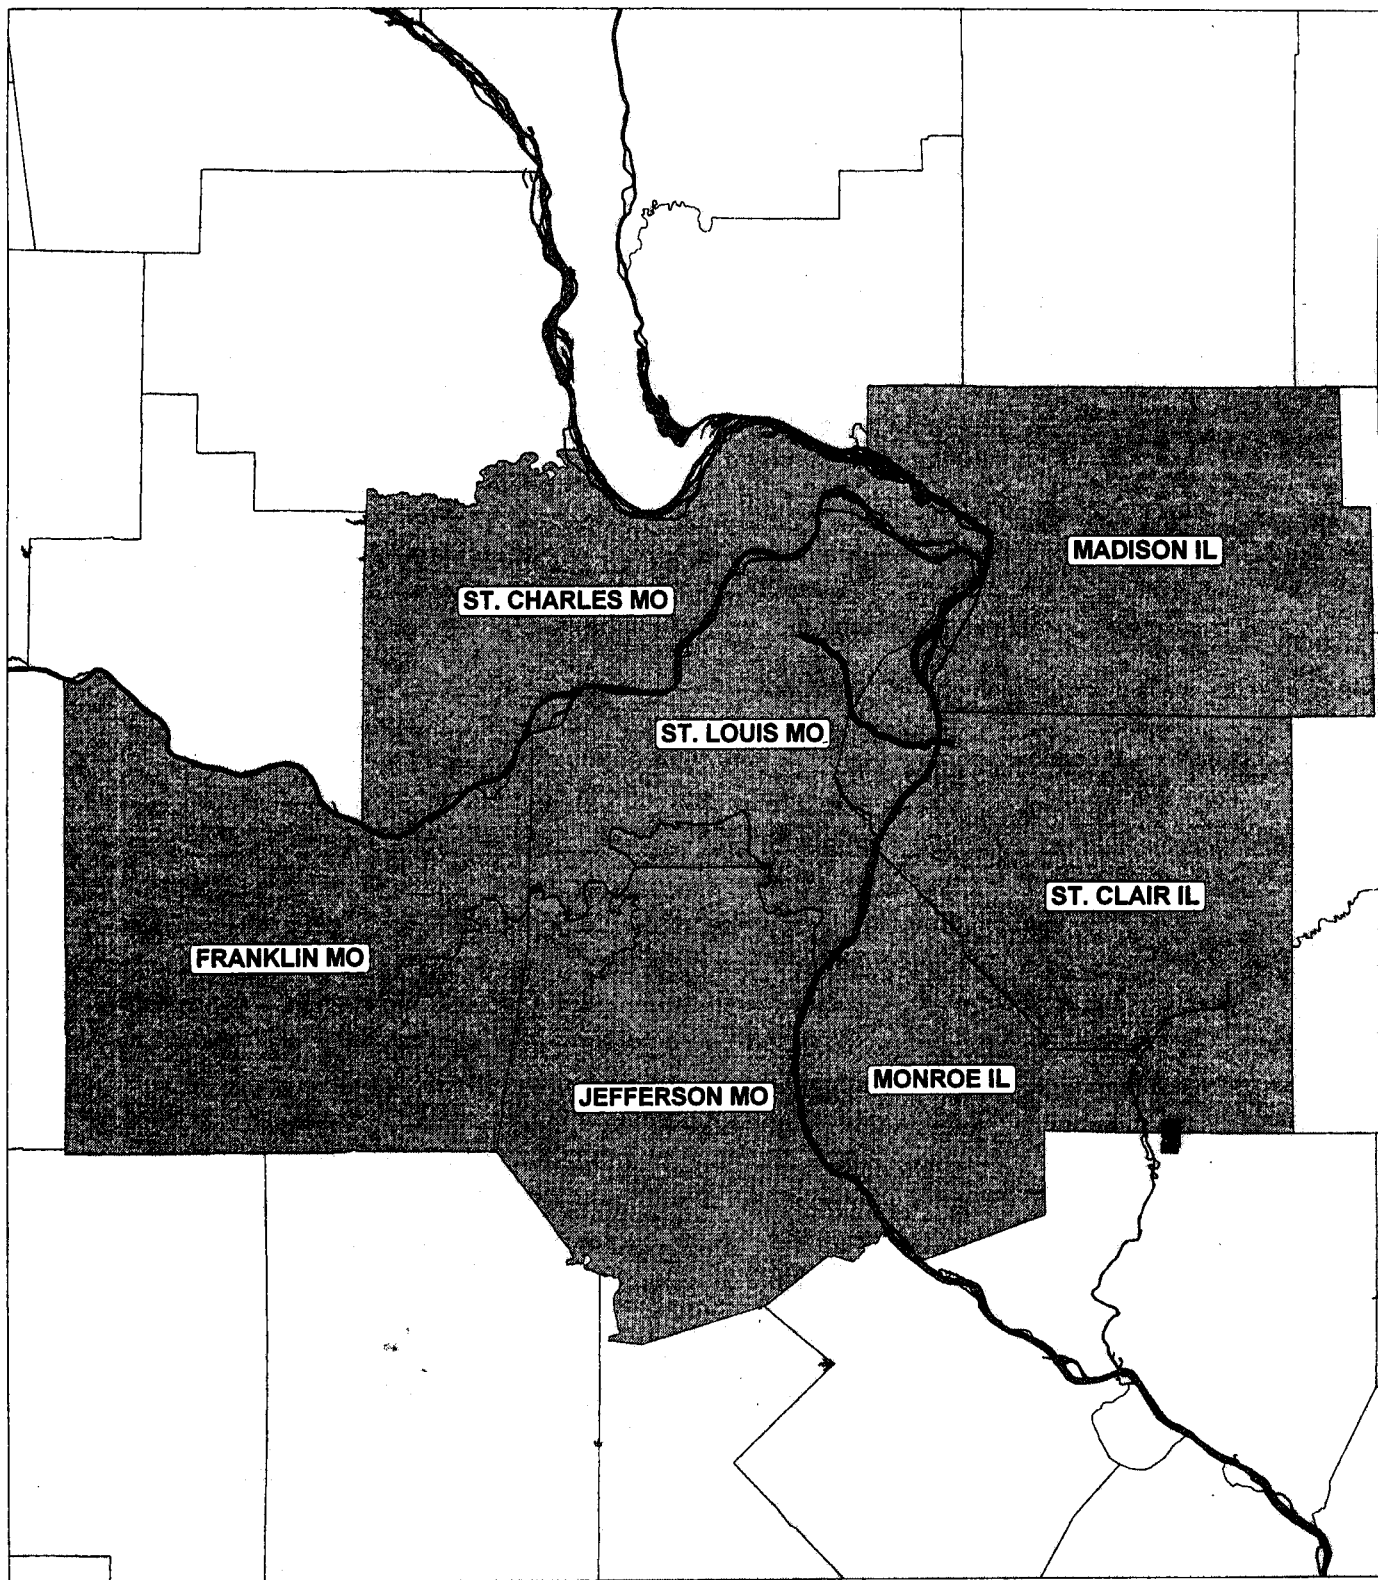 MADISON IL
ST. CHARLES MO
ST. LOUIS MO
ST. CLAIR IL
FRANKLIN MO
MONROE IL
JEFFERSON MO